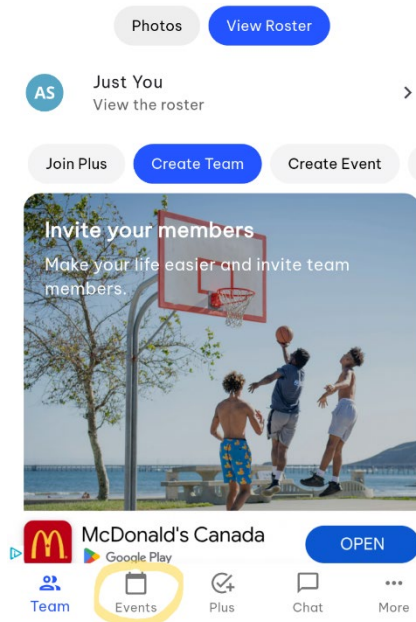 Photos
View Roster
AS
Just You
View the roster
Join Plus
Create Team
Create Event
Invite your members
Make your life easier and invite team
members.
McDonald's Canada
Google Play
OPEN
Team
Events
Plus
Chat
More